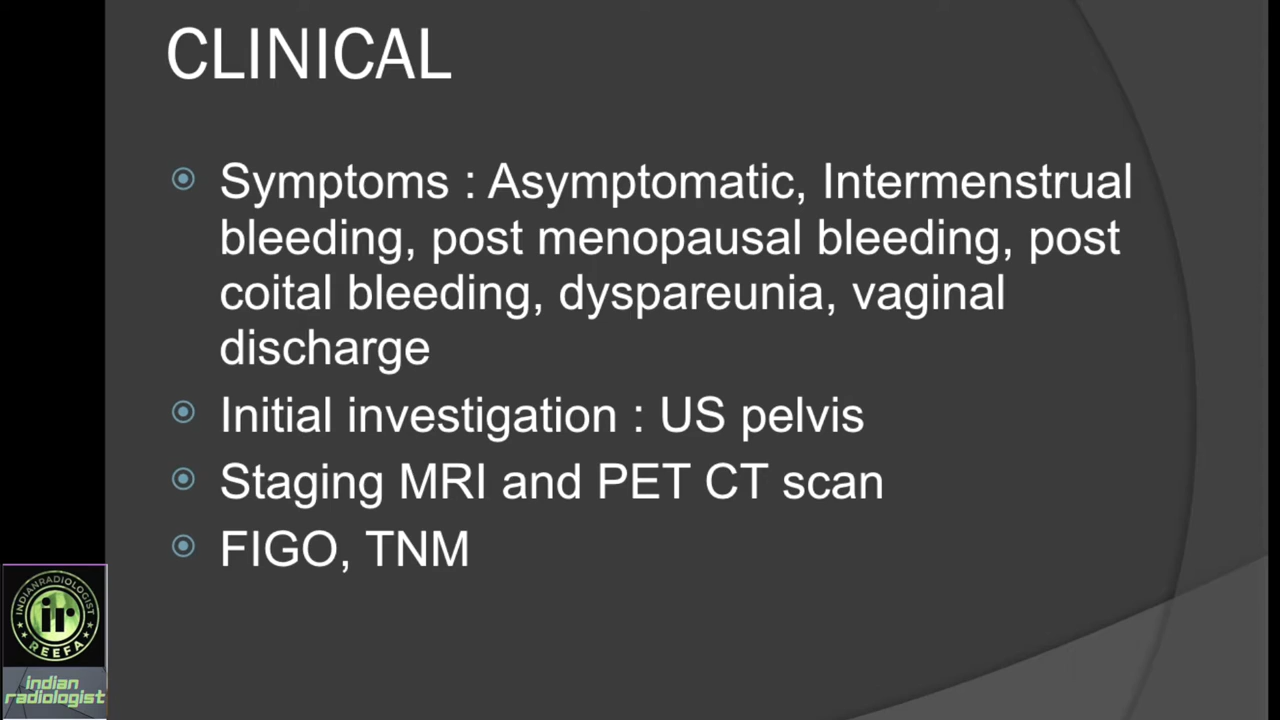 CLINICAL
Symptoms : Asymptomatic, Intermenstrual
bleeding, post menopausal bleeding, post
coital bleeding, dyspareunia, vaginal
discharge
Initial investigation : US pelvis
Staging MRI and PET CT scan
FIGO, TNM
INDIANRADIOLOGIST
ir
REEFA
indian
radiologist